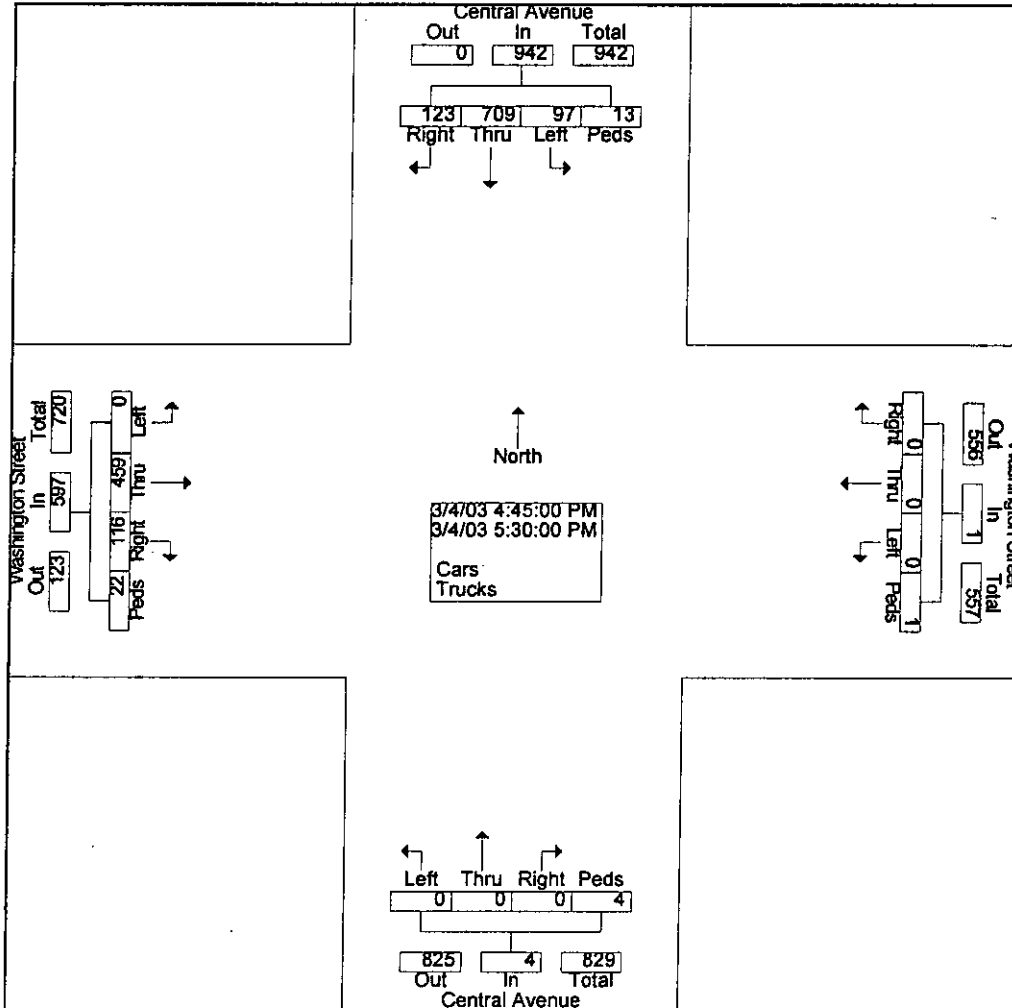 Central Avenue
Out In Total
0 942 942
123 709 97 13
Right Thru Left Peds
Washington Street
Total In Out
720 597 123
0 459 116 22
Left Thru Right Peds
North
3/4/03 4:45:00 PM
3/4/03 5:30:00 PM
Cars
Trucks
Right Thru Left Peds
0 0 0 1
556 1 557
Out In Total
Street
Left Thru Right Peds
0 0 0 4
825 4 829
Out In Total
Central Avenue